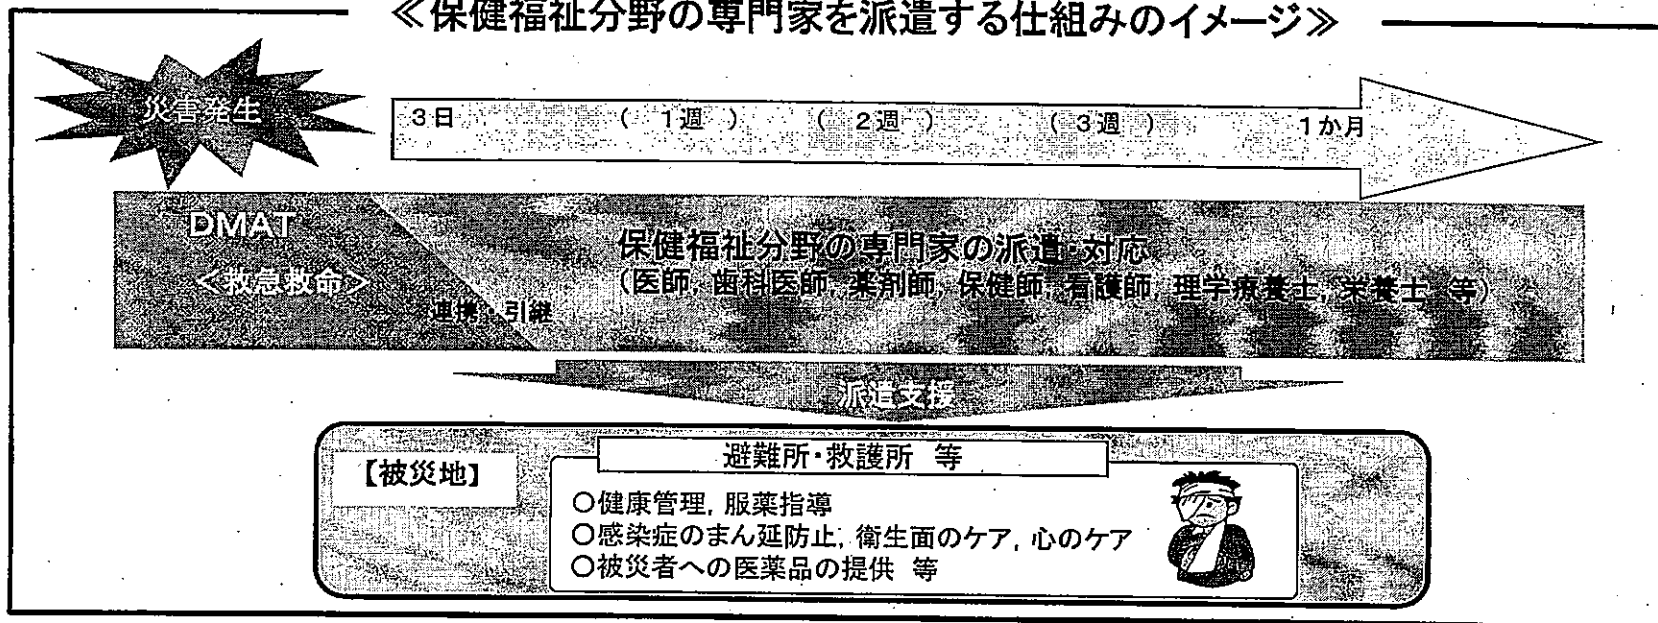 ≪保健福祉分野の専門家を派遣する仕組みのイメージ≫
災害発生
3日 ( 1週 ) ( 2週 ) ( 3週 ) 1か月
DMAT
<救急救命>
連携・引継
保健福祉分野の専門家の派遣・対応
(医師, 歯科医師, 薬剤師, 保健師, 看護師, 理学療養士, 栄養士 等)
派遣支援
【被災地】
避難所・救護所 等
○健康管理, 服薬指導
○感染症のまん延防止, 衛生面のケア, 心のケア
○被災者への医薬品の提供 等